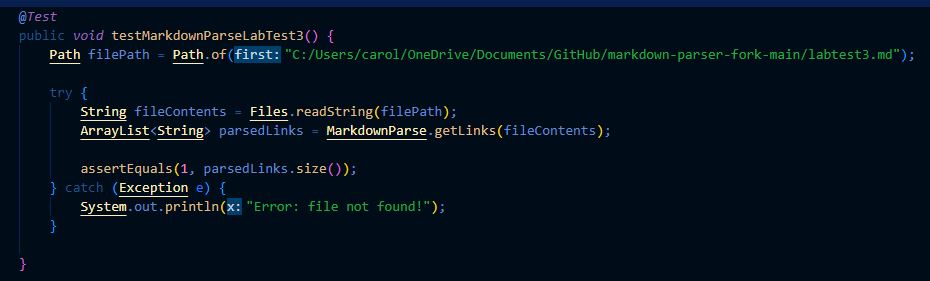 @Test
public void testMarkdownParseLabTest3() {
    Path filePath = Path.of(first: "C:/Users/carol/OneDrive/Documents/GitHub/markdown-parser-fork-main/labtest3.md");
    try {
        String fileContents = Files.readString(filePath);
        ArrayList<String> parsedLinks = MarkdownParse.getLinks(fileContents);
        assertEquals(1, parsedLinks.size());
    } catch (Exception e) {
        System.out.println(x: "Error: file not found!");
    }
}